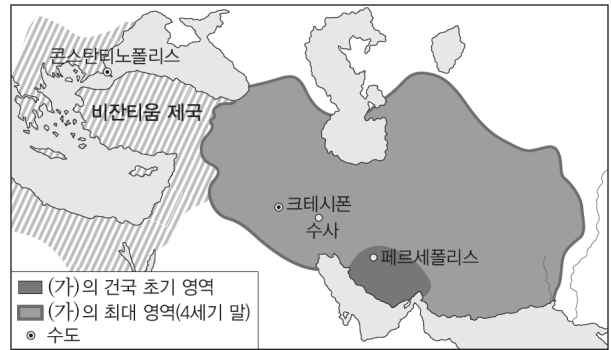 콘스탄티노폴리스
비잔티움 제국
크테시폰
수사
페르세폴리스
(가)의 건국 초기 영역
(가)의 최대 영역(4세기 말)
수도